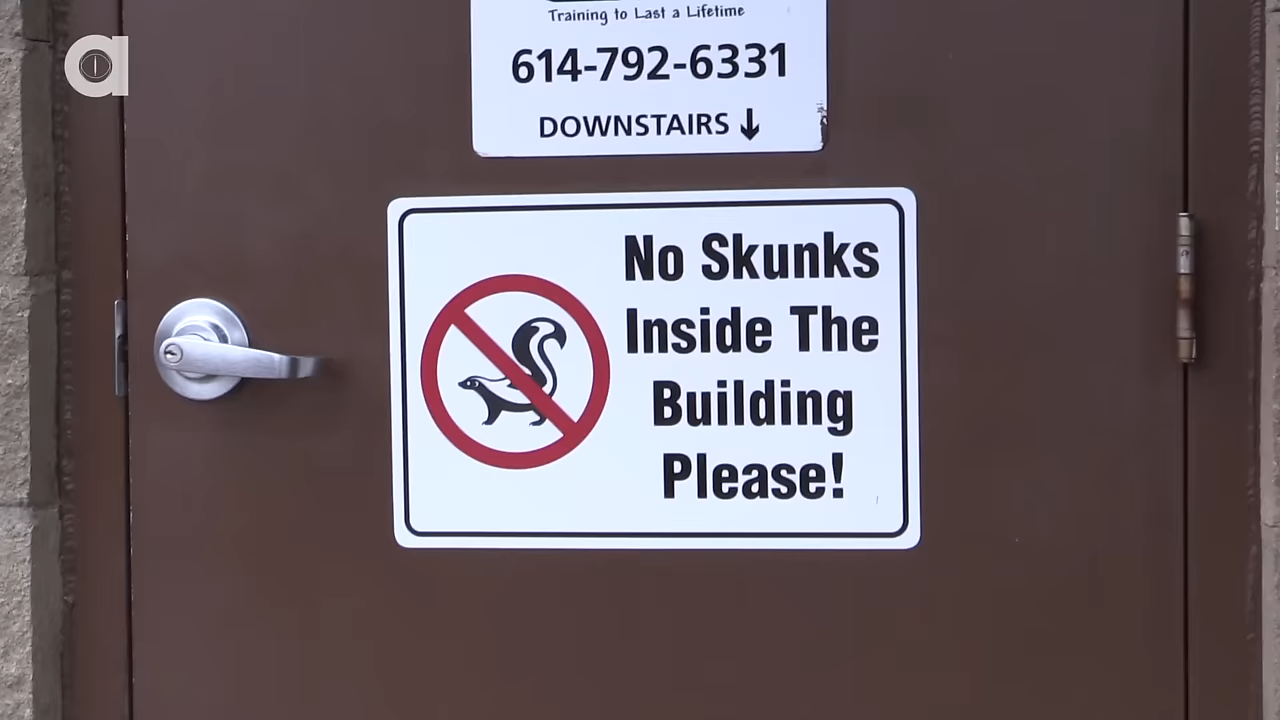 a
Training to Last a Lifetime
614-792-6331
DOWNSTAIRS
No Skunks
Inside The
Building
Please!